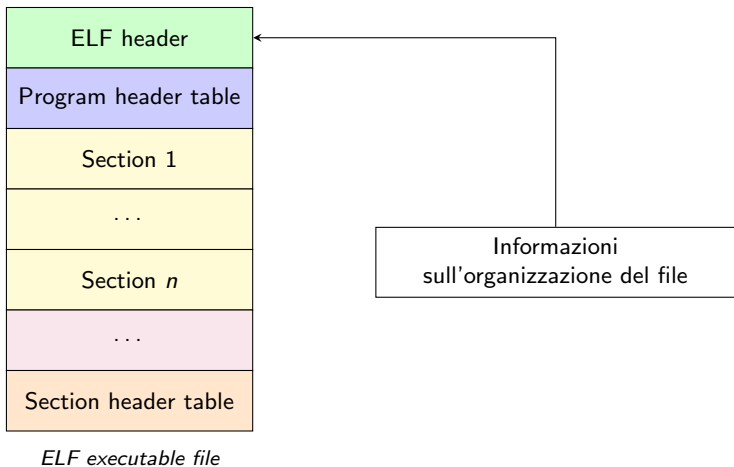 ELF header
Program header table
Section 1
. . .
Section n
. . .
Section header table
ELF executable file
Informazioni
sull'organizzazione del file